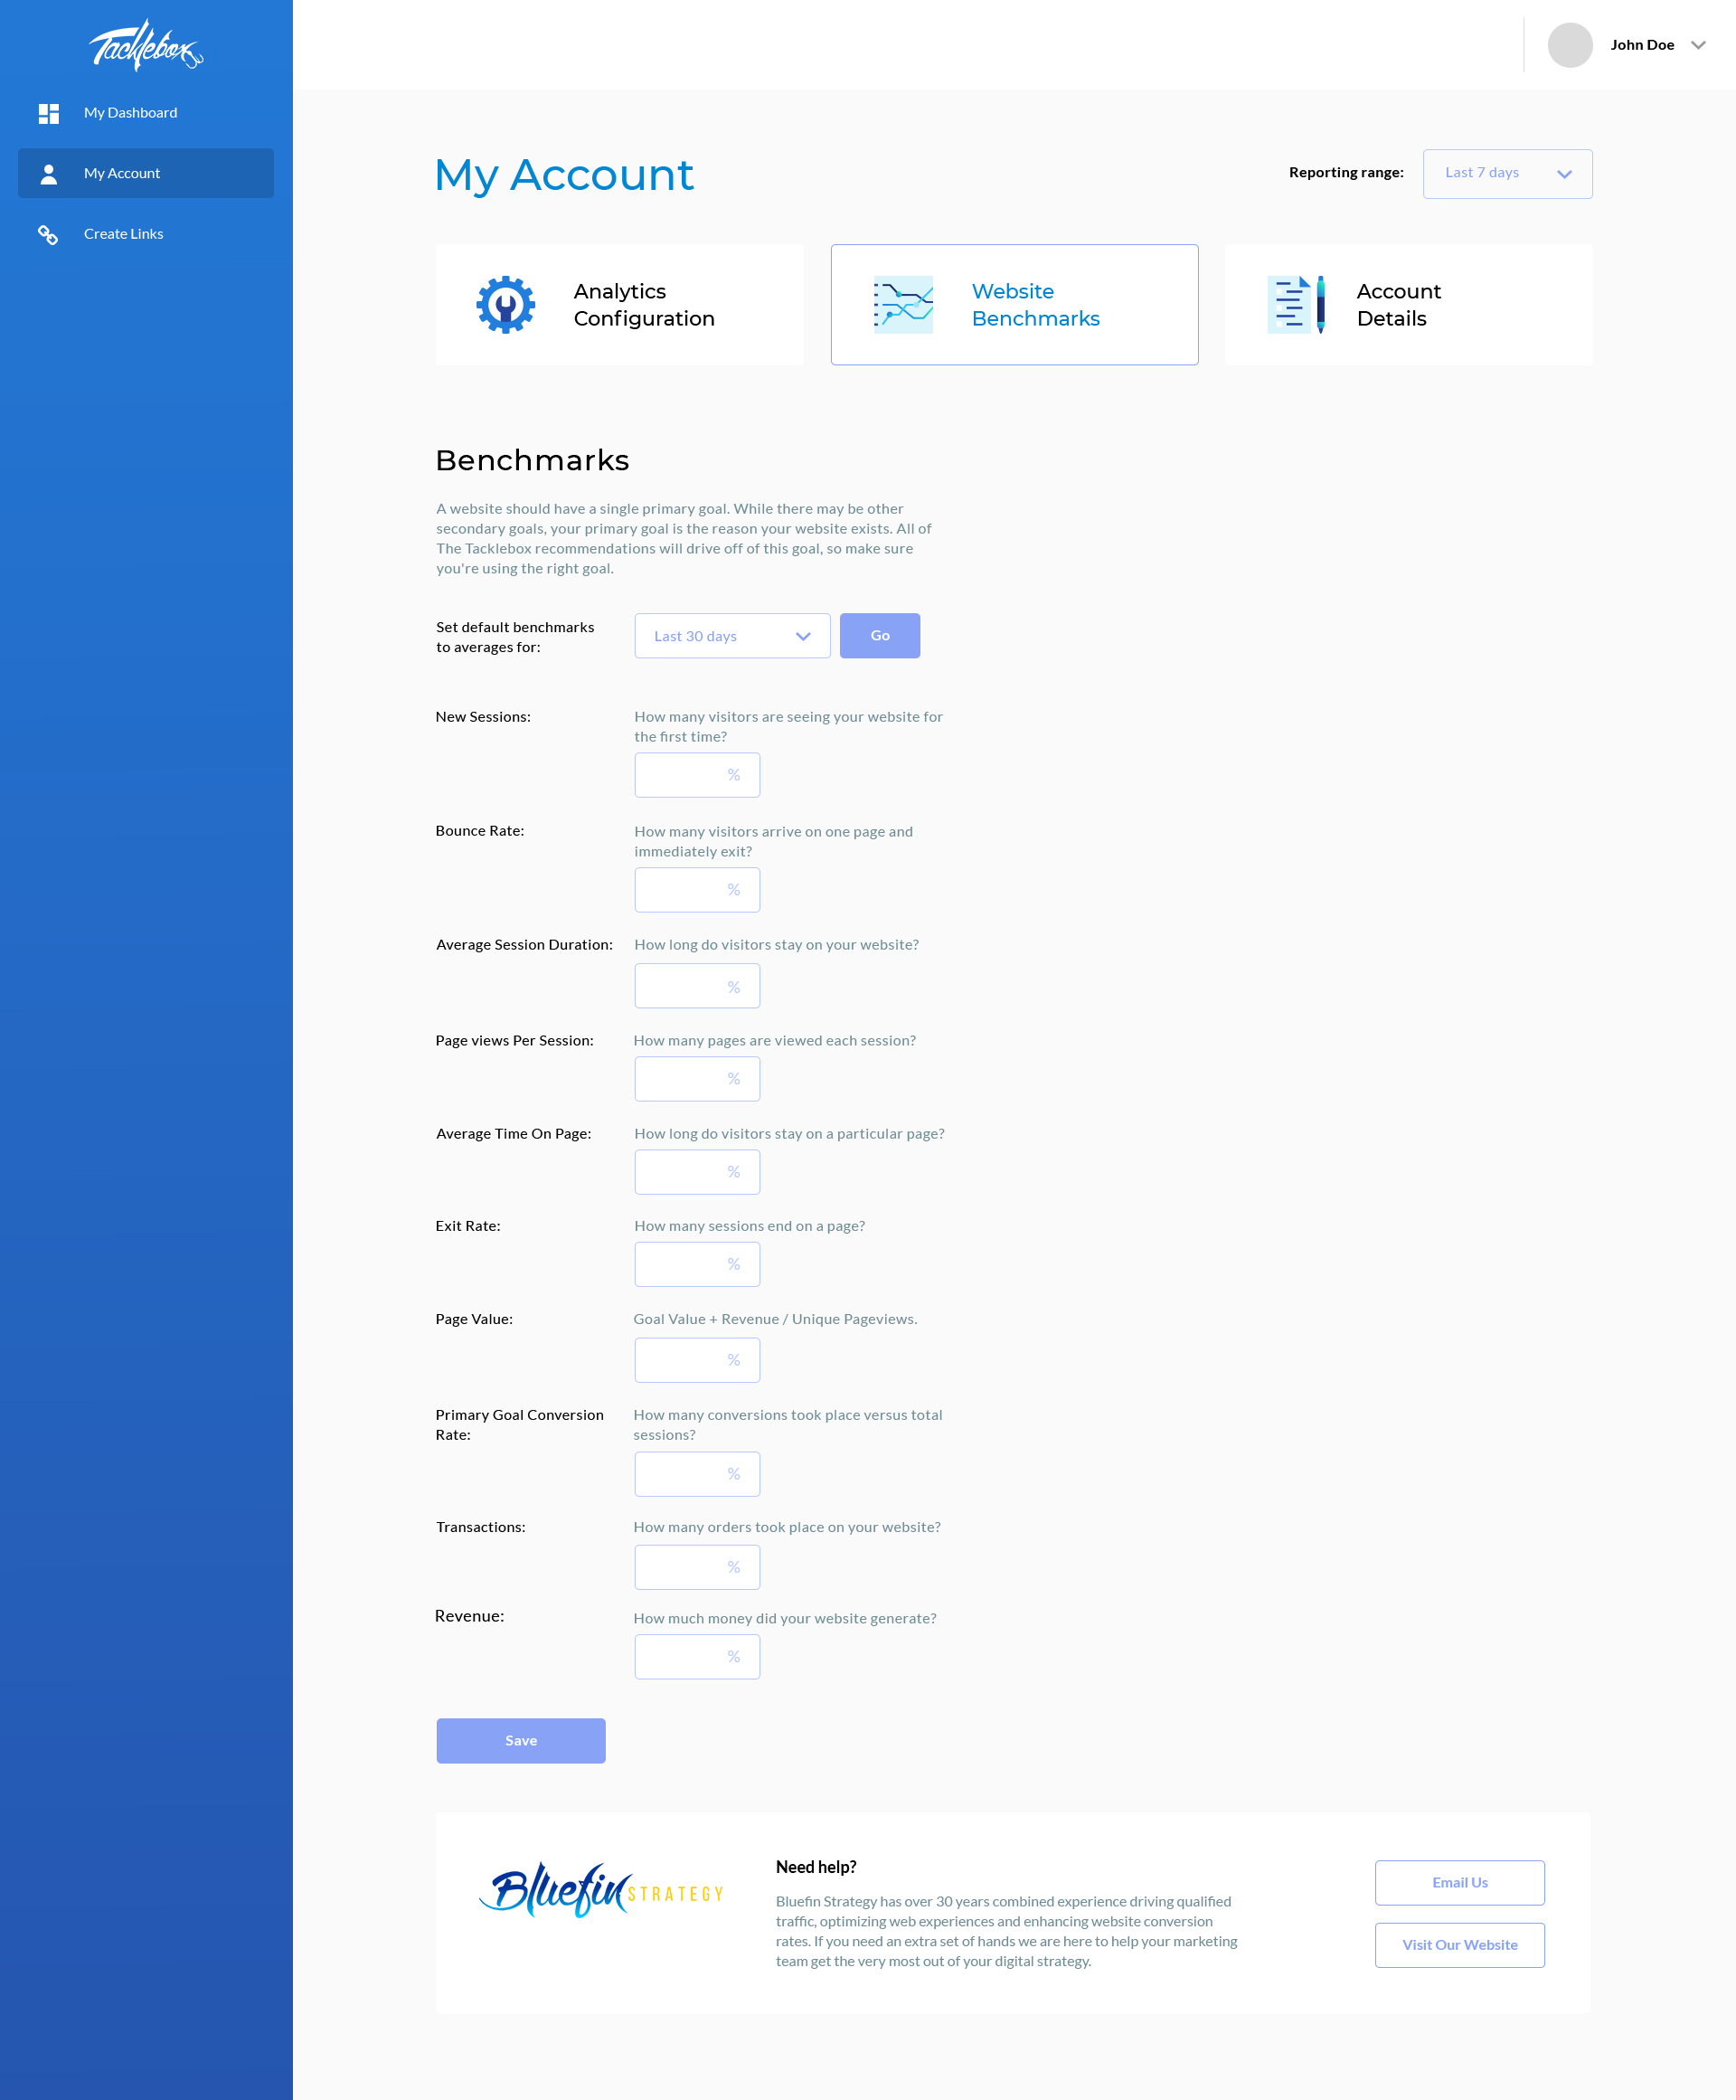 Tacklebox
John Doe
My Dashboard
My Account
Create Links
My Account
Reporting range:
Last 7 days
Analytics
Configuration
Website
Benchmarks
Account
Details
Benchmarks
A website should have a single primary goal. While there may be other
secondary goals, your primary goal is the reason your website exists. All of
The Tacklebox recommendations will drive off of this goal, so make sure
you're using the right goal.
Set default benchmarks
to averages for:
Last 30 days
Go
New Sessions:
How many visitors are seeing your website for
the first time?
%
Bounce Rate:
How many visitors arrive on one page and
immediately exit?
%
Average Session Duration:
How long do visitors stay on your website?
%
Page views Per Session:
How many pages are viewed each session?
%
Average Time On Page:
How long do visitors stay on a particular page?
%
Exit Rate:
How many sessions end on a page?
%
Page Value:
Goal Value + Revenue / Unique Pageviews.
%
Primary Goal Conversion
Rate:
How many conversions took place versus total
sessions?
%
Transactions:
How many orders took place on your website?
%
Revenue:
How much money did your website generate?
%
Save
Bluefin STRATEGY
Need help?
Bluefin Strategy has over 30 years combined experience driving qualified
traffic, optimizing web experiences and enhancing website conversion
rates. If you need an extra set of hands we are here to help your marketing
team get the very most out of your digital strategy.
Email Us
Visit Our Website